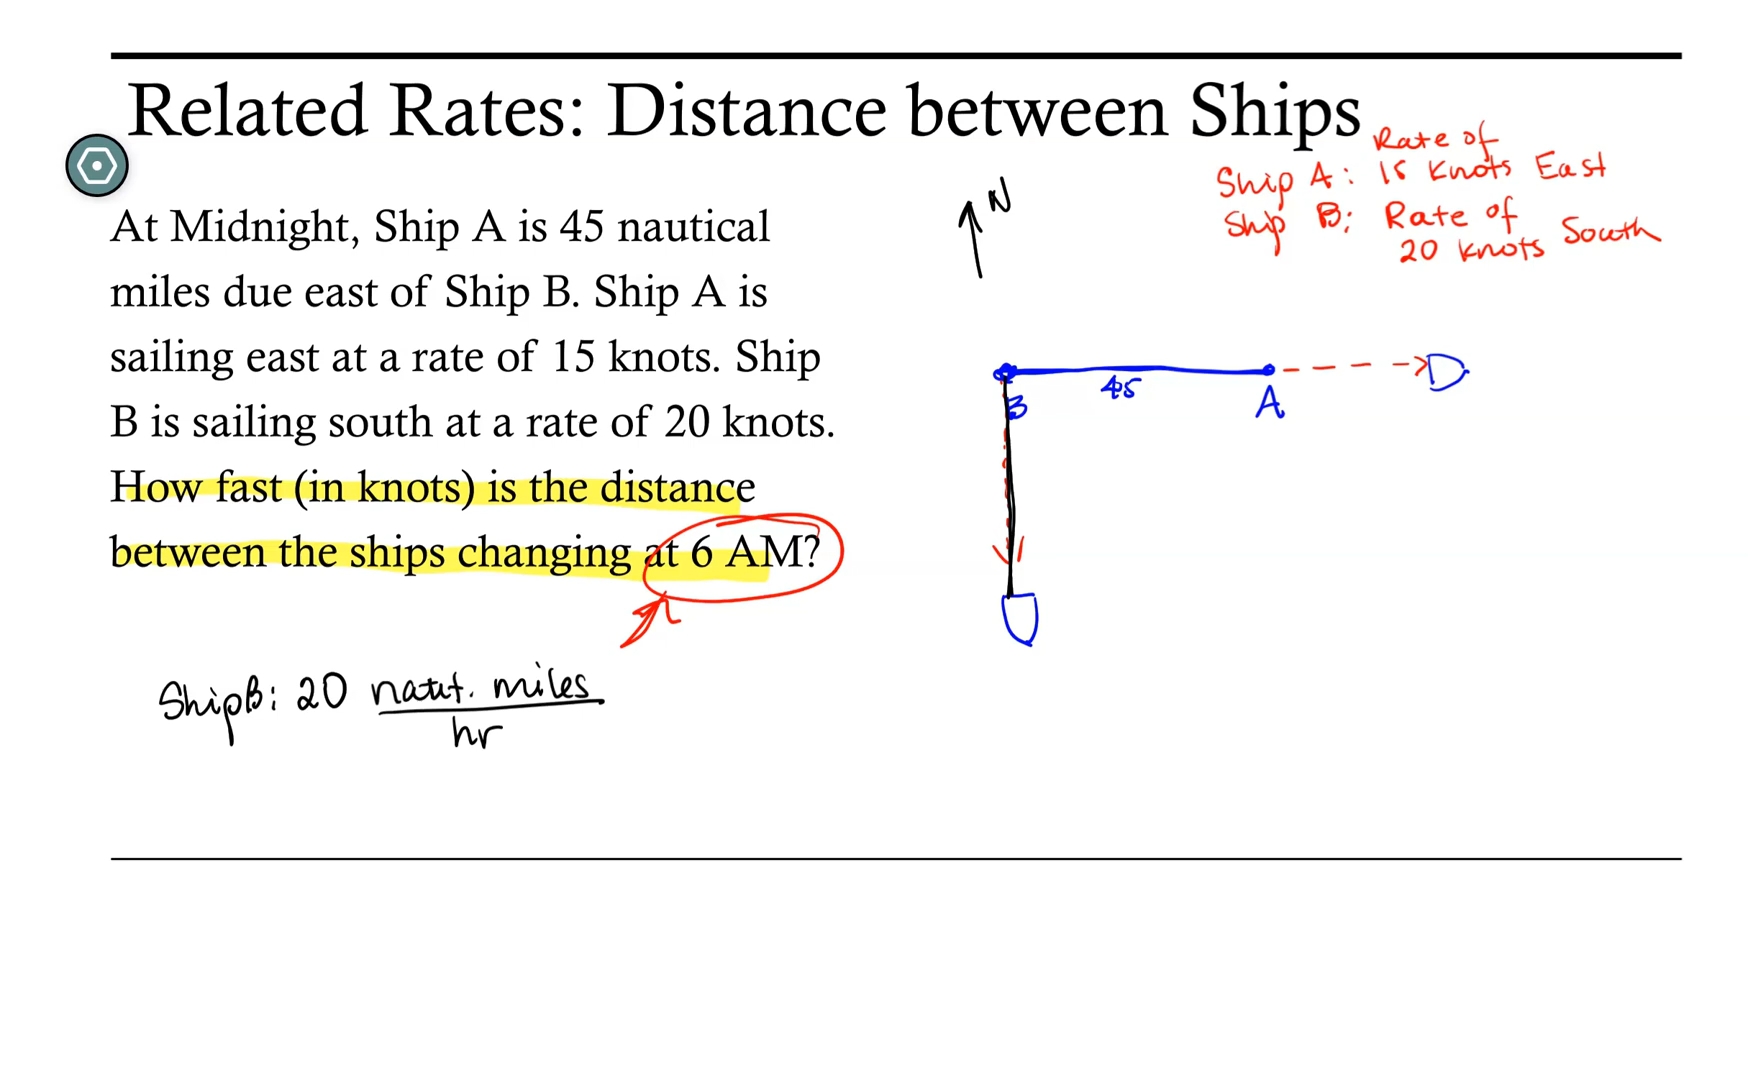 Related Rates: Distance between Ships
Rate of
Ship A: 15 Knots East
Ship B: Rate of
20 knots South
N
At Midnight, Ship A is 45 nautical
miles due east of Ship B. Ship A is
sailing east at a rate of 15 knots. Ship
B is sailing south at a rate of 20 knots.
How fast (in knots) is the distance
between the ships changing at 6 AM?
45
B
A
Ship B: 20 naut. miles
hr